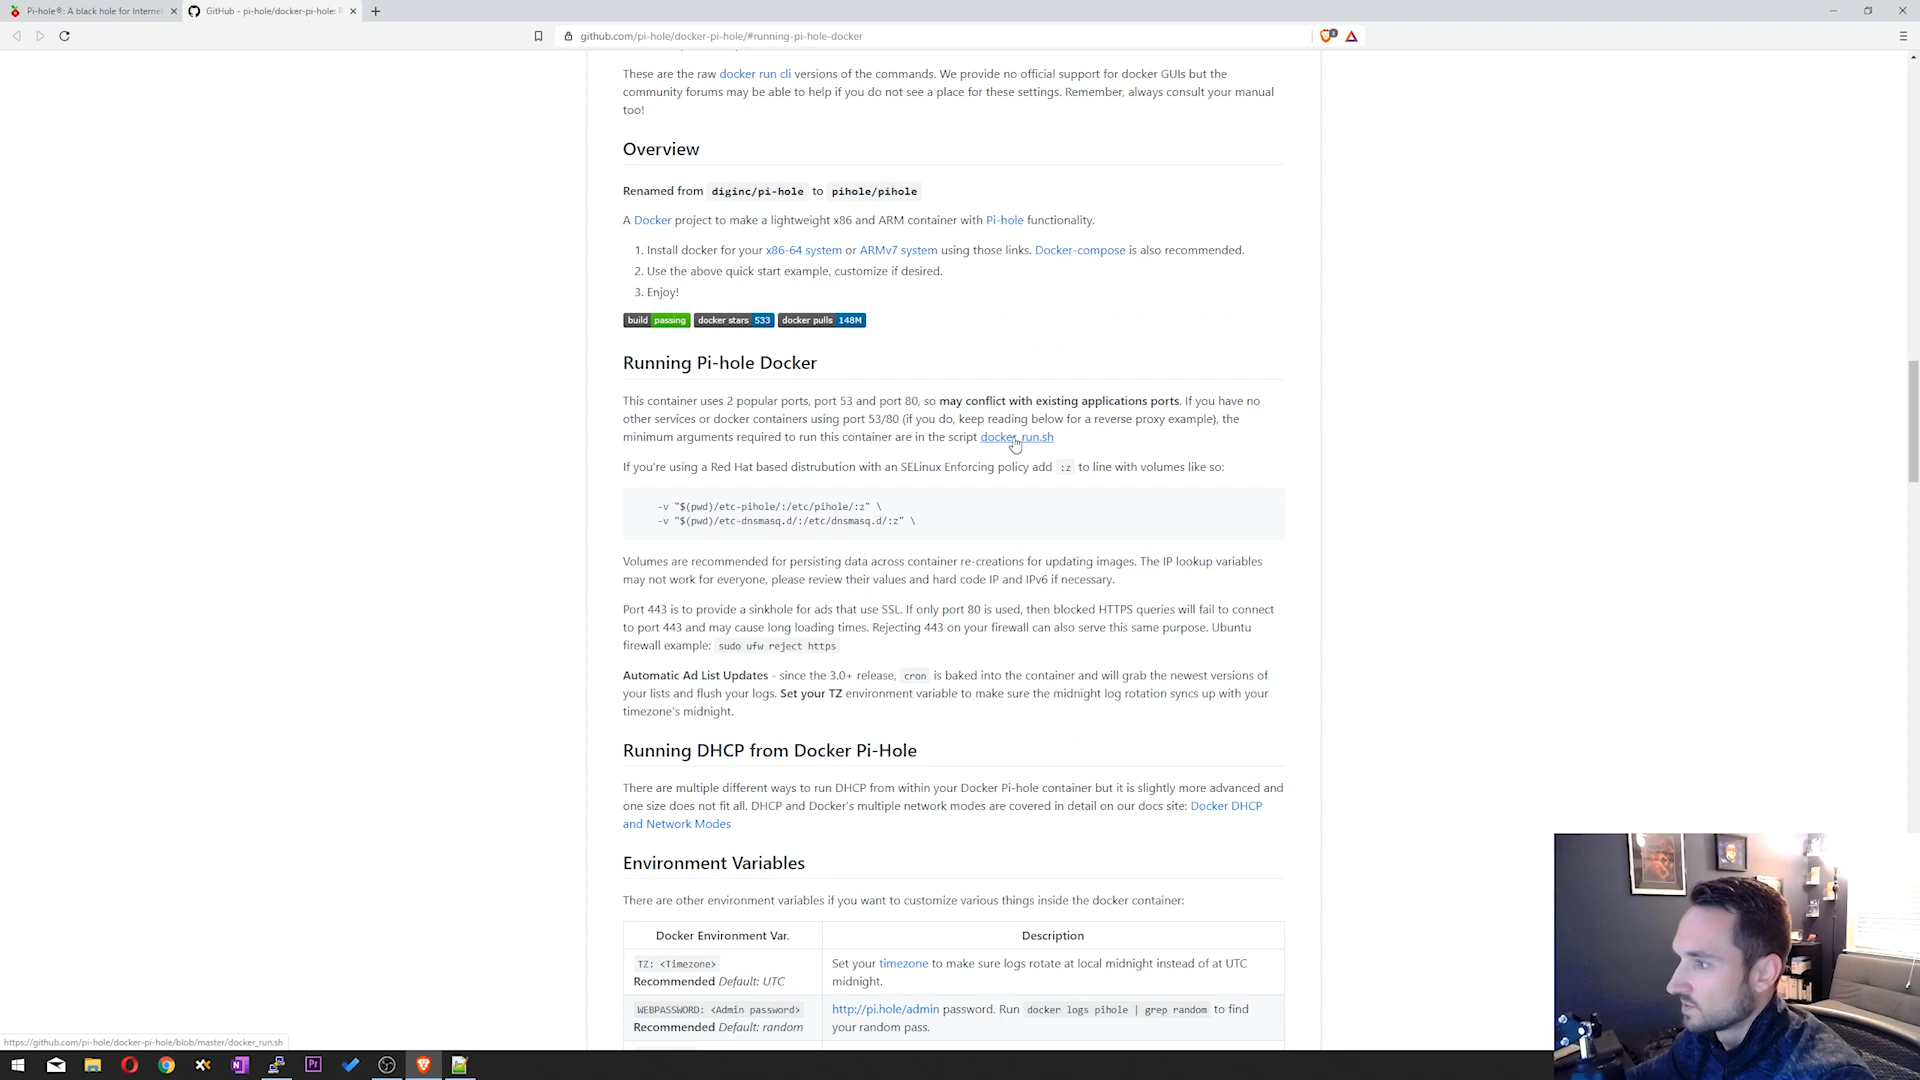 Pi-hole®: A black hole for Internet
GitHub - pi-hole/docker-pi-hole: P
github.com/pi-hole/docker-pi-hole/#running-pi-hole-docker
These are the raw docker run cli versions of the commands. We provide no official support for docker GUIs but the
community forums may be able to help if you do not see a place for these settings. Remember, always consult your manual
too!
Overview
Renamed from diginc/pi-hole to pihole/pihole
A Docker project to make a lightweight x86 and ARM container with Pi-hole functionality.
1. Install docker for your x86-64 system or ARMv7 system using those links. Docker-compose is also recommended.
2. Use the above quick start example, customize if desired.
3. Enjoy!
build passing docker stars 533 docker pulls 148M
Running Pi-hole Docker
This container uses 2 popular ports, port 53 and port 80, so may conflict with existing applications ports. If you have no
other services or docker containers using port 53/80 (if you do, keep reading below for a reverse proxy example), the
minimum arguments required to run this container are in the script docker_run.sh
If you're using a Red Hat based distrubution with an SELinux Enforcing policy add :z to line with volumes like so:
-v "$(pwd)/etc-pihole/:/etc/pihole/:z" \
-v "$(pwd)/etc-dnsmasq.d/:/etc/dnsmasq.d/:z" \
Volumes are recommended for persisting data across container re-creations for updating images. The IP lookup variables
may not work for everyone, please review their values and hard code IP and IPv6 if necessary.
Port 443 is to provide a sinkhole for ads that use SSL. If only port 80 is used, then blocked HTTPS queries will fail to connect
to port 443 and may cause long loading times. Rejecting 443 on your firewall can also serve this same purpose. Ubuntu
firewall example: sudo ufw reject https
Automatic Ad List Updates - since the 3.0+ release, cron is baked into the container and will grab the newest versions of
your lists and flush your logs. Set your TZ environment variable to make sure the midnight log rotation syncs up with your
timezone's midnight.
Running DHCP from Docker Pi-Hole
There are multiple different ways to run DHCP from within your Docker Pi-hole container but it is slightly more advanced and
one size does not fit all. DHCP and Docker's multiple network modes are covered in detail on our docs site: Docker DHCP
and Network Modes
Environment Variables
There are other environment variables if you want to customize various things inside the docker container:
Docker Environment Var. Description
TZ: <Timezone>
Recommended Default: UTC
Set your timezone to make sure logs rotate at local midnight instead of at UTC
midnight.
WEBPASSWORD: <Admin password>
Recommended Default: random
http://pi.hole/admin password. Run docker logs pihole | grep random to find
your random pass.
https://github.com/pi-hole/docker-pi-hole/blob/master/docker_run.sh